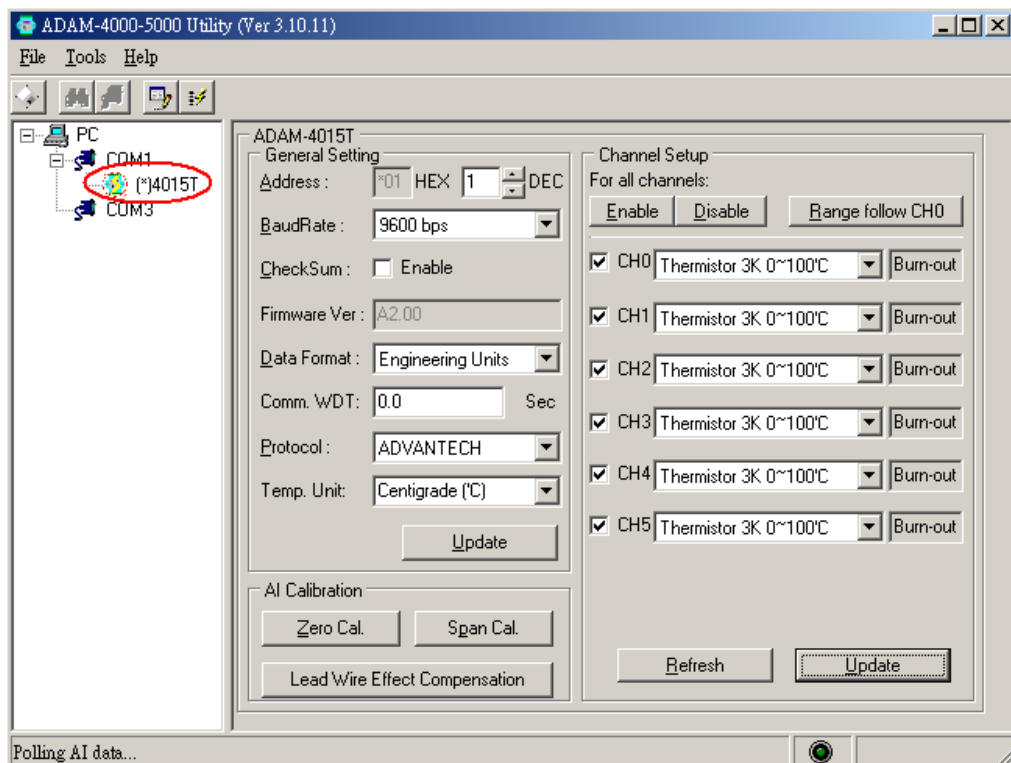 ADAM-4000-5000 Utility (Ver 3.10.11)
File Tools Help
PC
COM1
(*)4015T
COM3
ADAM-4015T
General Setting
Address : *01 HEX 1 DEC
BaudRate : 9600 bps
CheckSum : Enable
Firmware Ver : A2.00
Data Format : Engineering Units
Comm. WDT: 0.0 Sec
Protocol : ADVANTECH
Temp. Unit: Centigrade ('C)
Update
AI Calibration
Zero Cal. Span Cal.
Lead Wire Effect Compensation
Channel Setup
For all channels:
Enable Disable Range follow CH0
CH0 Thermistor 3K 0~100'C Burn-out
CH1 Thermistor 3K 0~100'C Burn-out
CH2 Thermistor 3K 0~100'C Burn-out
CH3 Thermistor 3K 0~100'C Burn-out
CH4 Thermistor 3K 0~100'C Burn-out
CH5 Thermistor 3K 0~100'C Burn-out
Refresh Update
Polling AI data...